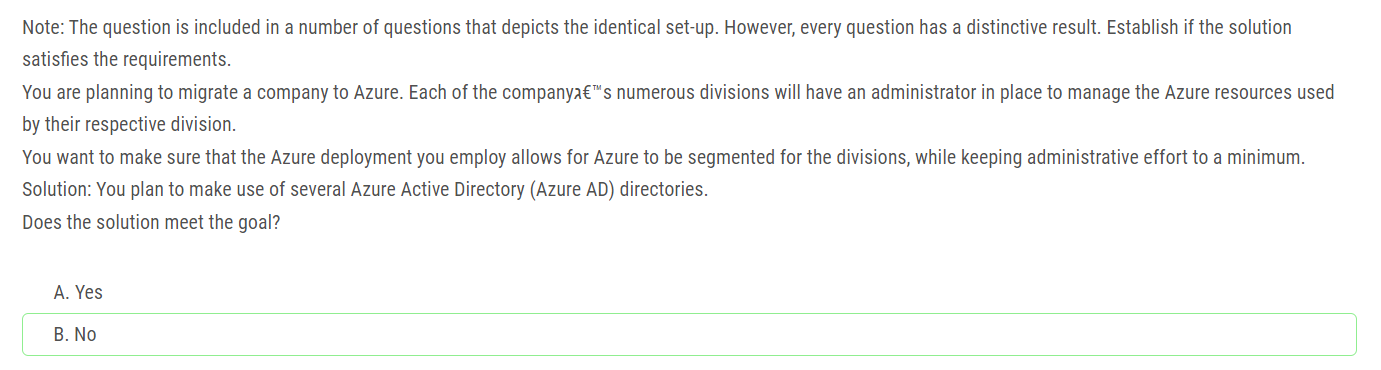 Note: The question is included in a number of questions that depicts the identical set-up. However, every question has a distinctive result. Establish if the solution
satisfies the requirements.
You are planning to migrate a company to Azure. Each of the companyג€™s numerous divisions will have an administrator in place to manage the Azure resources used
by their respective division.
You want to make sure that the Azure deployment you employ allows for Azure to be segmented for the divisions, while keeping administrative effort to a minimum.
Solution: You plan to make use of several Azure Active Directory (Azure AD) directories.
Does the solution meet the goal?
A. Yes
B. No